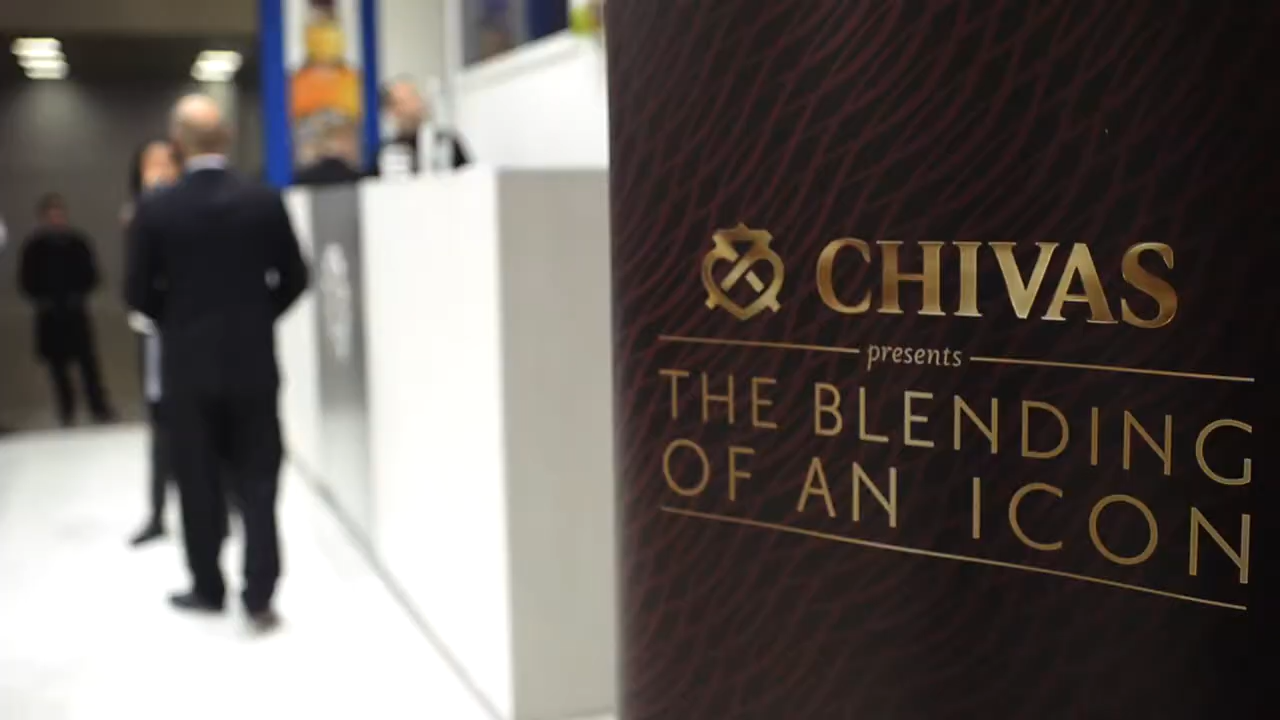 CHIVAS
presents
THE BLENDING
OF AN ICON